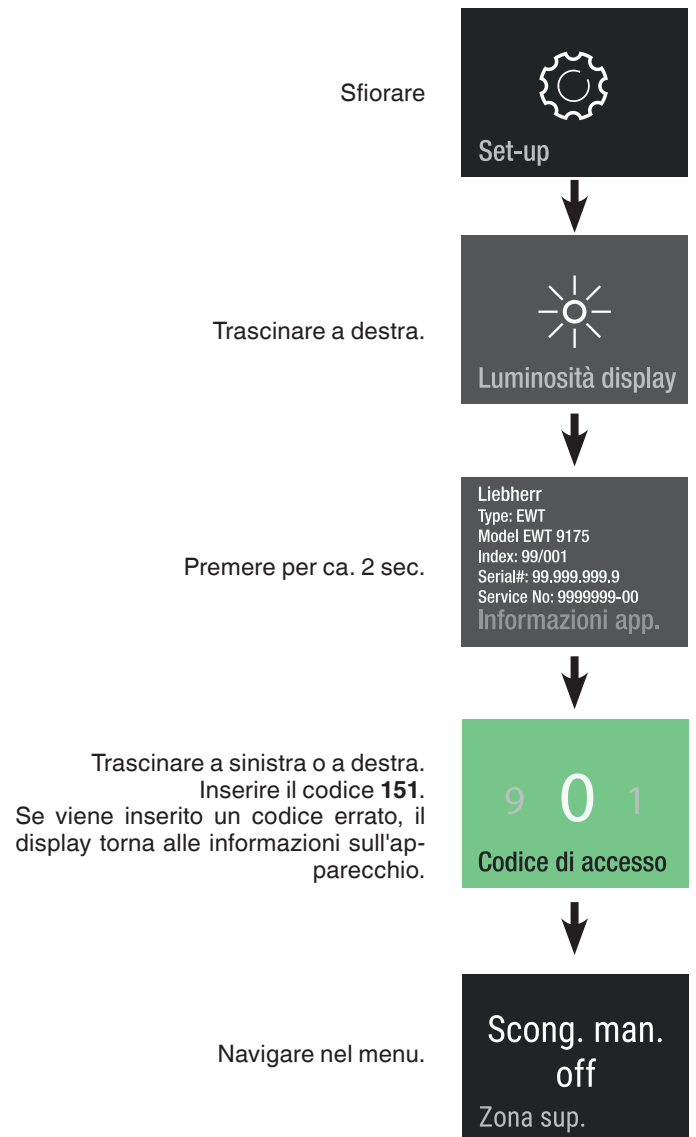 Sfiorare
Set-up
Trascinare a destra.
Luminosità display
Premere per ca. 2 sec.
Liebherr
Type: EWT
Model EWT 9175
Index: 99/001
Serial#: 99.999.999.9
Service No: 9999999-00
Informazioni app.
Trascinare a sinistra o a destra.
Inserire il codice 151.
Se viene inserito un codice errato, il
display torna alle informazioni sull'ap-
parecchio.
9 0 1
Codice di accesso
Navigare nel menu.
Scong. man.
off
Zona sup.